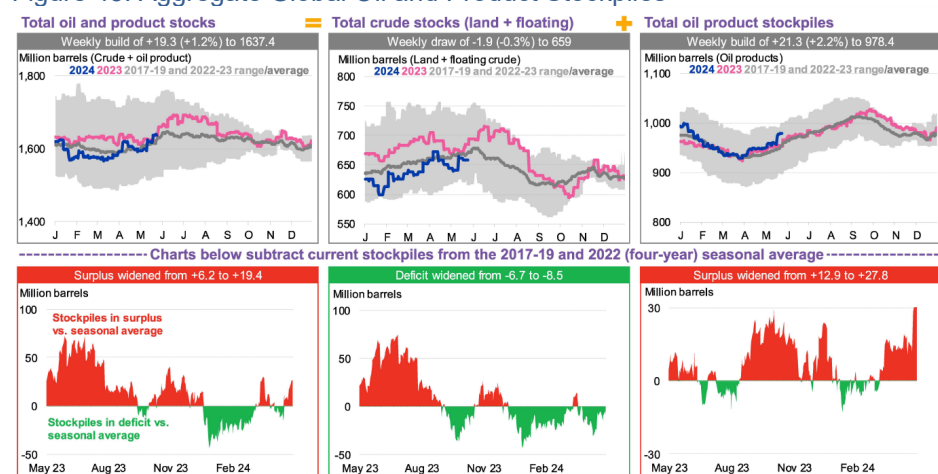 Figure 45: Aggregate Global Oil and Product Stockpiles
Total oil and product stocks = Total crude stocks (land + floating) + Total oil product stockpiles
Weekly build of +19.3 (+1.2%) to 1637.4
Million barrels (Crude + oil product)
2024 2023 2017-19 and 2022-23 range/average
1,800
1,600
1,400
J F M A M J J A S O N D
Weekly draw of -1.9 (-0.3%) to 659
Million barrels (Land + floating crude)
2024 2023 2017-19 and 2022-23 range/average
800
750
700
650
600
550
J F M A M J J A S O N D
Weekly build of +21.3 (+2.2%) to 978.4
Million barrels (Oil products)
2024 2023 2017-19 and 2022-23 range/average
1,100
1,000
900
800
J F M A M J J A S O N D
Charts below subtract current stockpiles from the 2017-19 and 2022 (four-year) seasonal average
Surplus widened from +6.2 to +19.4
Million barrels
100
Stockpiles in surplus
vs. seasonal average
50
0
Stockpiles in deficit vs.
seasonal average
-50
May 23 Aug 23 Nov 23 Feb 24
Deficit widened from -6.7 to -8.5
Million barrels
100
50
0
-50
May 23 Aug 23 Nov 23 Feb 24
Surplus widened from +12.9 to +27.8
Million barrels
30
0
-30
May 23 Aug 23 Nov 23 Feb 24